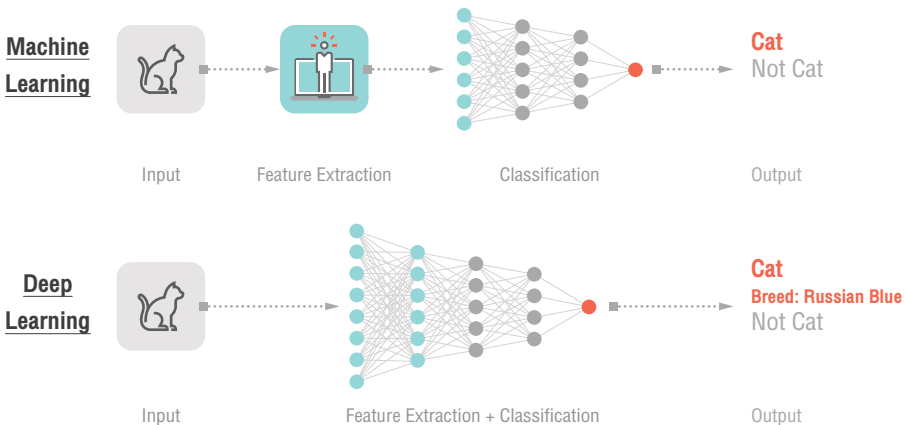 Machine
Learning
Cat
Not Cat
Input
Feature Extraction
Classification
Output
Deep
Learning
Cat
Breed: Russian Blue
Not Cat
Input
Feature Extraction + Classification
Output